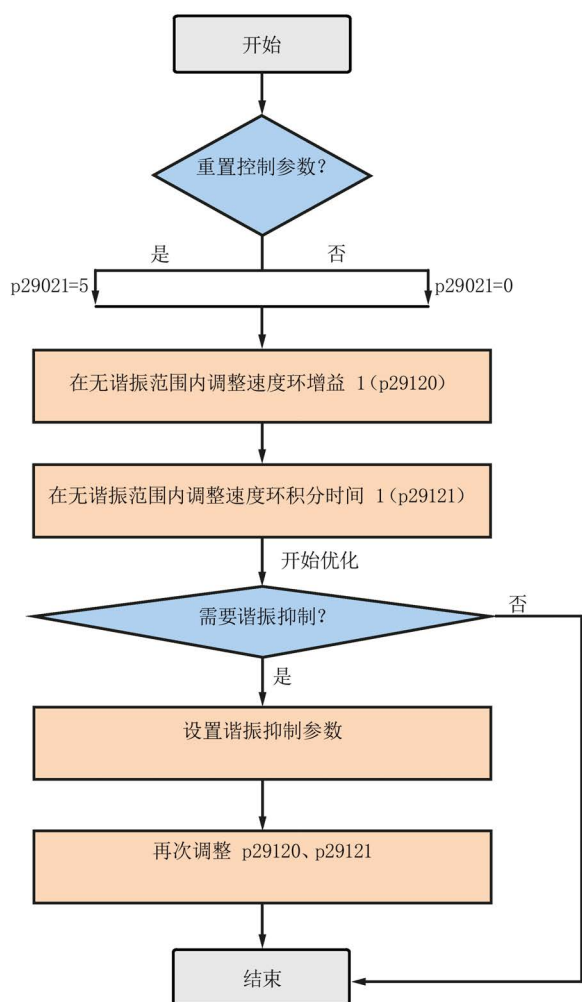 开始
重置控制参数?
是
否
p29021=5
p29021=0
在无谐振范围内调整速度环增益 1(p29120)
在无谐振范围内调整速度环积分时间 1(p29121)
开始优化
需要谐振抑制?
否
是
设置谐振抑制参数
再次调整 p29120、p29121
结束